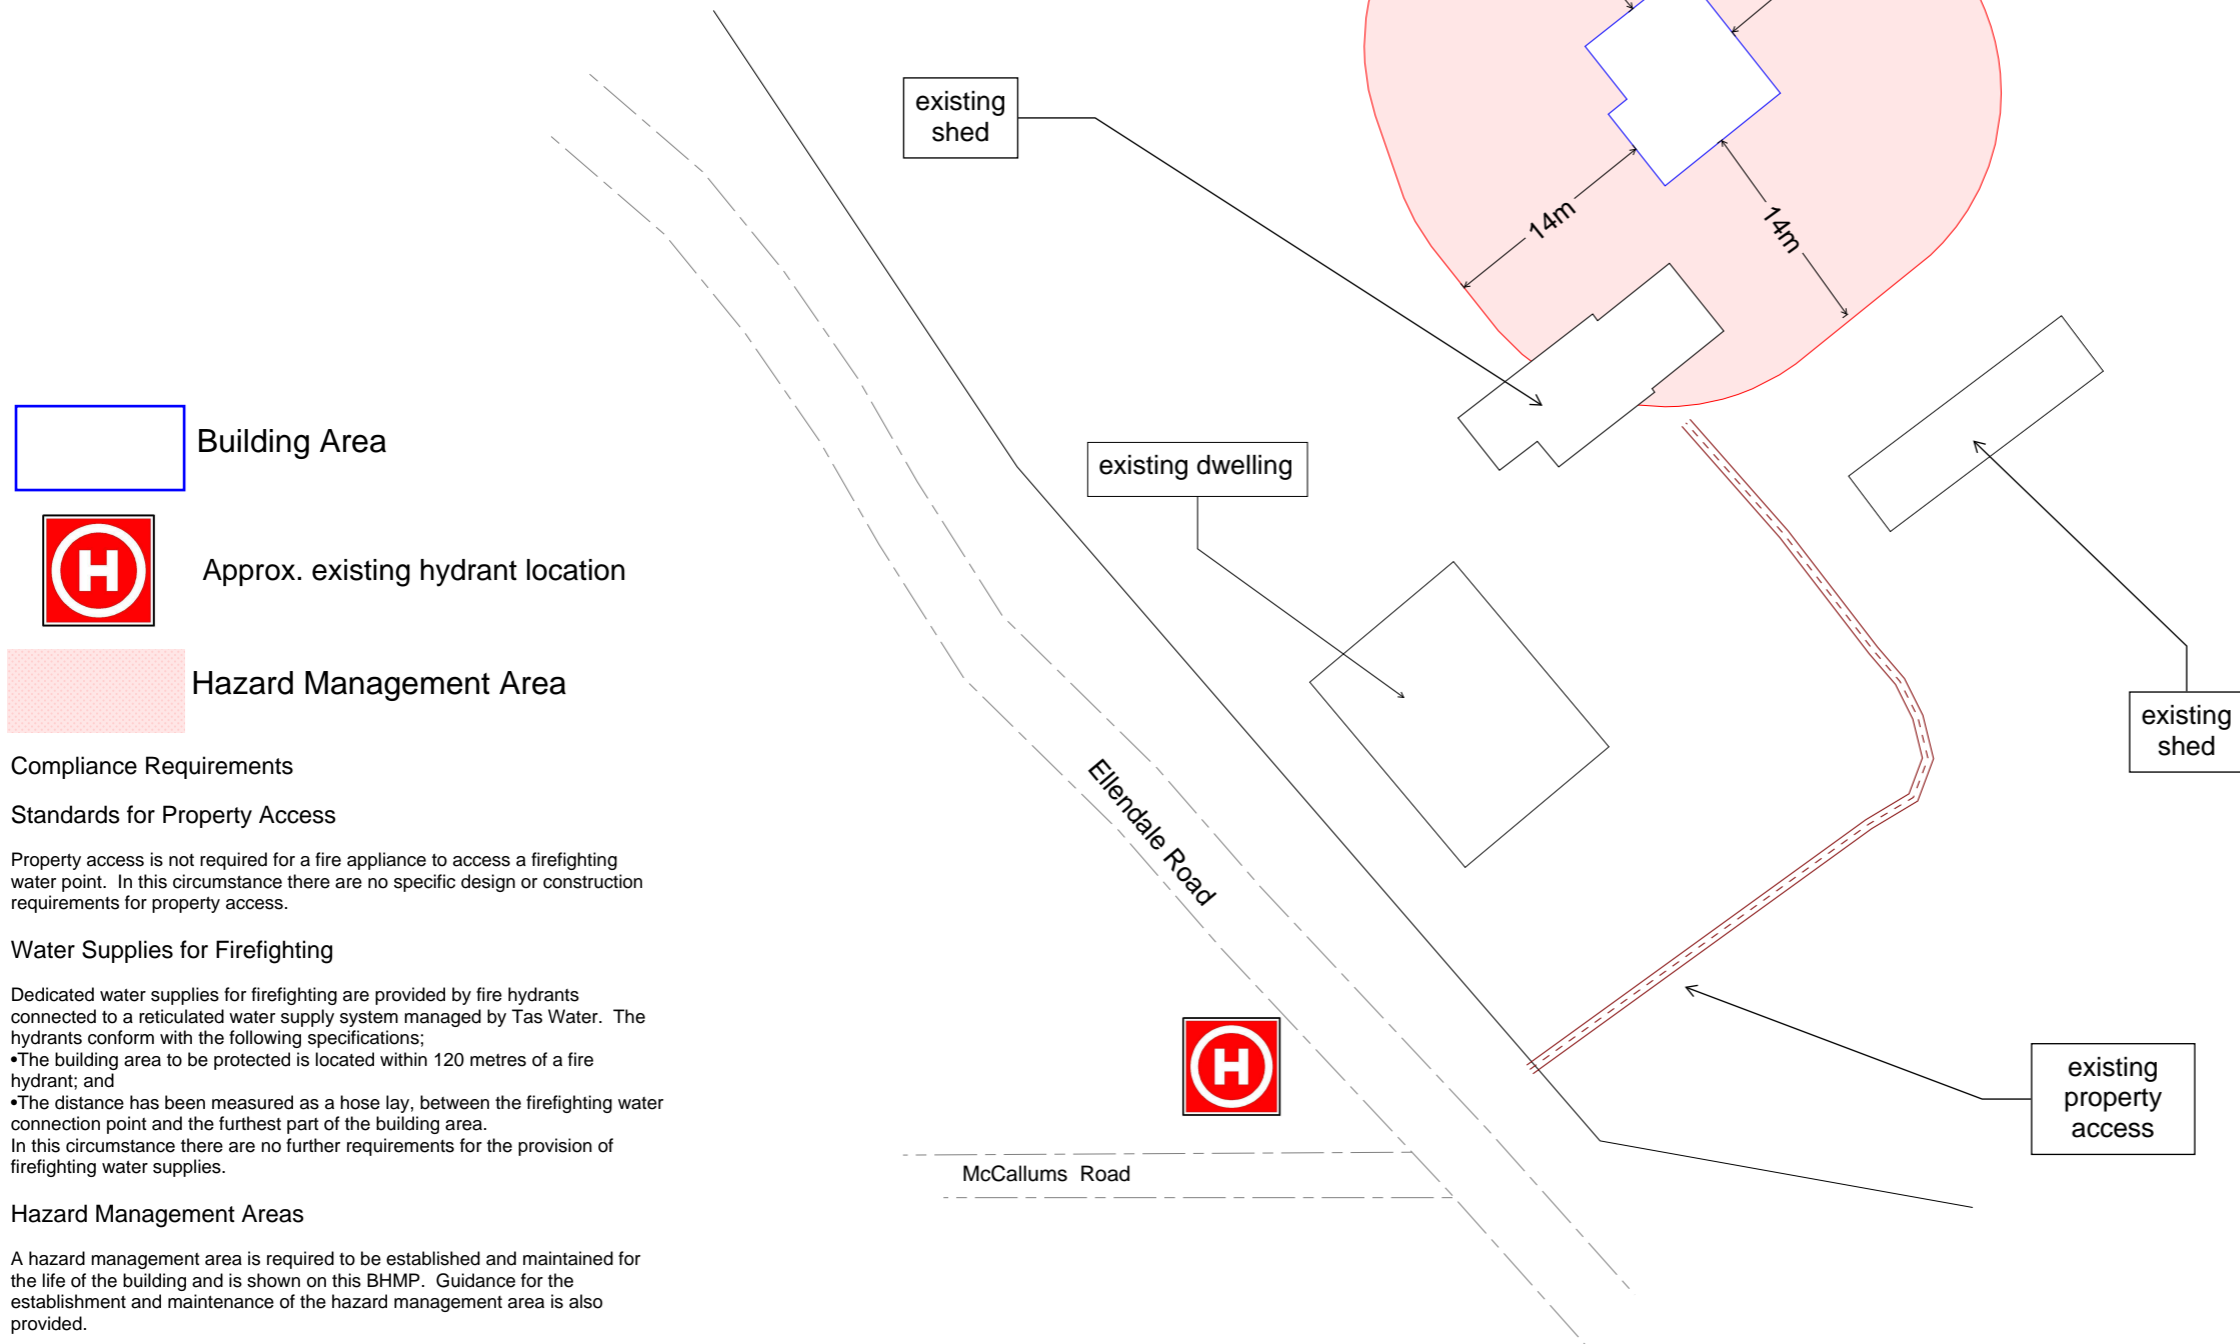 existing
shed
14m
14m
Building Area
existing dwelling
H
Approx. existing hydrant location
Hazard Management Area
existing
shed
Compliance Requirements
Standards for Property Access
Property access is not required for a fire appliance to access a firefighting
water point.  In this circumstance there are no specific design or construction
requirements for property access.
Ellendale Road
Water Supplies for Firefighting
Dedicated water supplies for firefighting are provided by fire hydrants
connected to a reticulated water supply system managed by Tas Water.  The
hydrants conform with the following specifications;
•The building area to be protected is located within 120 metres of a fire
hydrant; and
•The distance has been measured as a hose lay, between the firefighting water
connection point and the furthest part of the building area.
In this circumstance there are no further requirements for the provision of
firefighting water supplies.
H
existing
property
access
McCallums  Road
Hazard Management Areas
A hazard management area is required to be established and maintained for
the life of the building and is shown on this BHMP.  Guidance for the
establishment and maintenance of the hazard management area is also
provided.